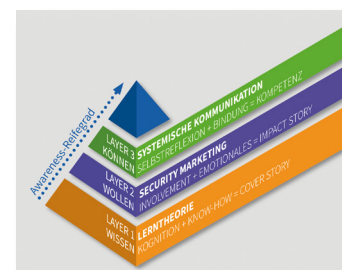 Awareness-Reifegrad
LAYER 3
KÖNNEN
SYSTEMISCHE KOMMUNIKATION
SELBSTREFLEXION + BINDUNG = KOMPETENZ
LAYER 2
WOLLEN
SECURITY MARKETING
INVOLVEMENT + EMOTIONALES = IMPACT STORY
LAYER 1
WISSEN
LERNTHEORIE
KOGNITION + KNOW-HOW = COVER STORY